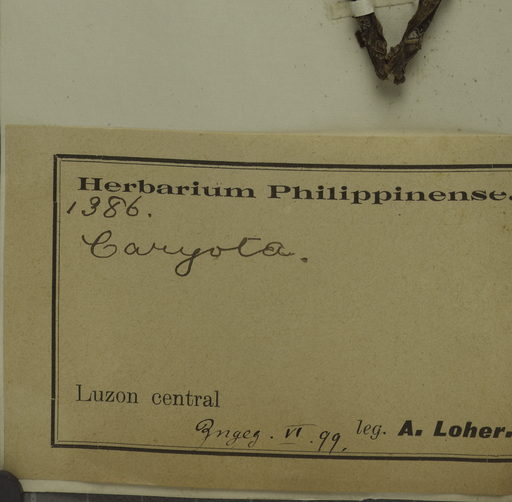 Herbarium Philippinense.
1386.
Caryota.
Luzon central
VI. 99. leg. A. Loher.